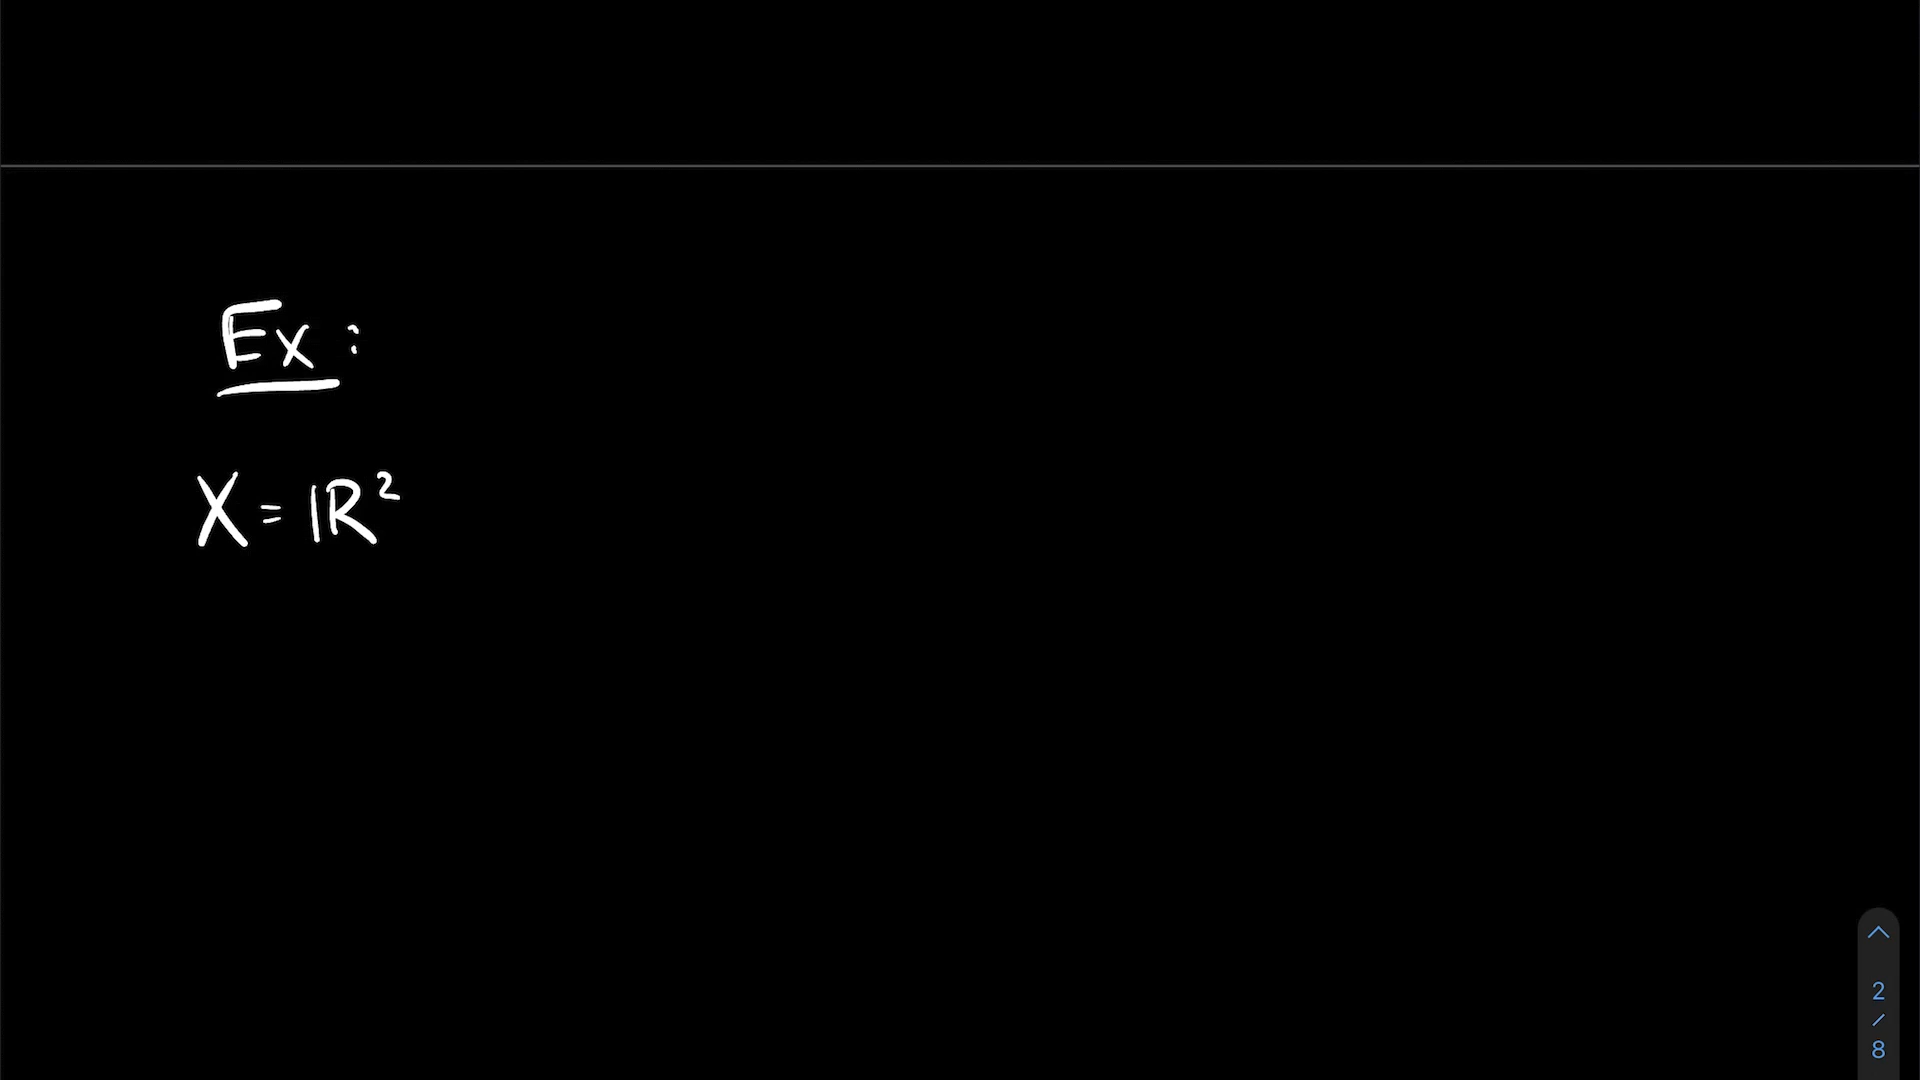 Ex:
X = ℝ²
2
/
8